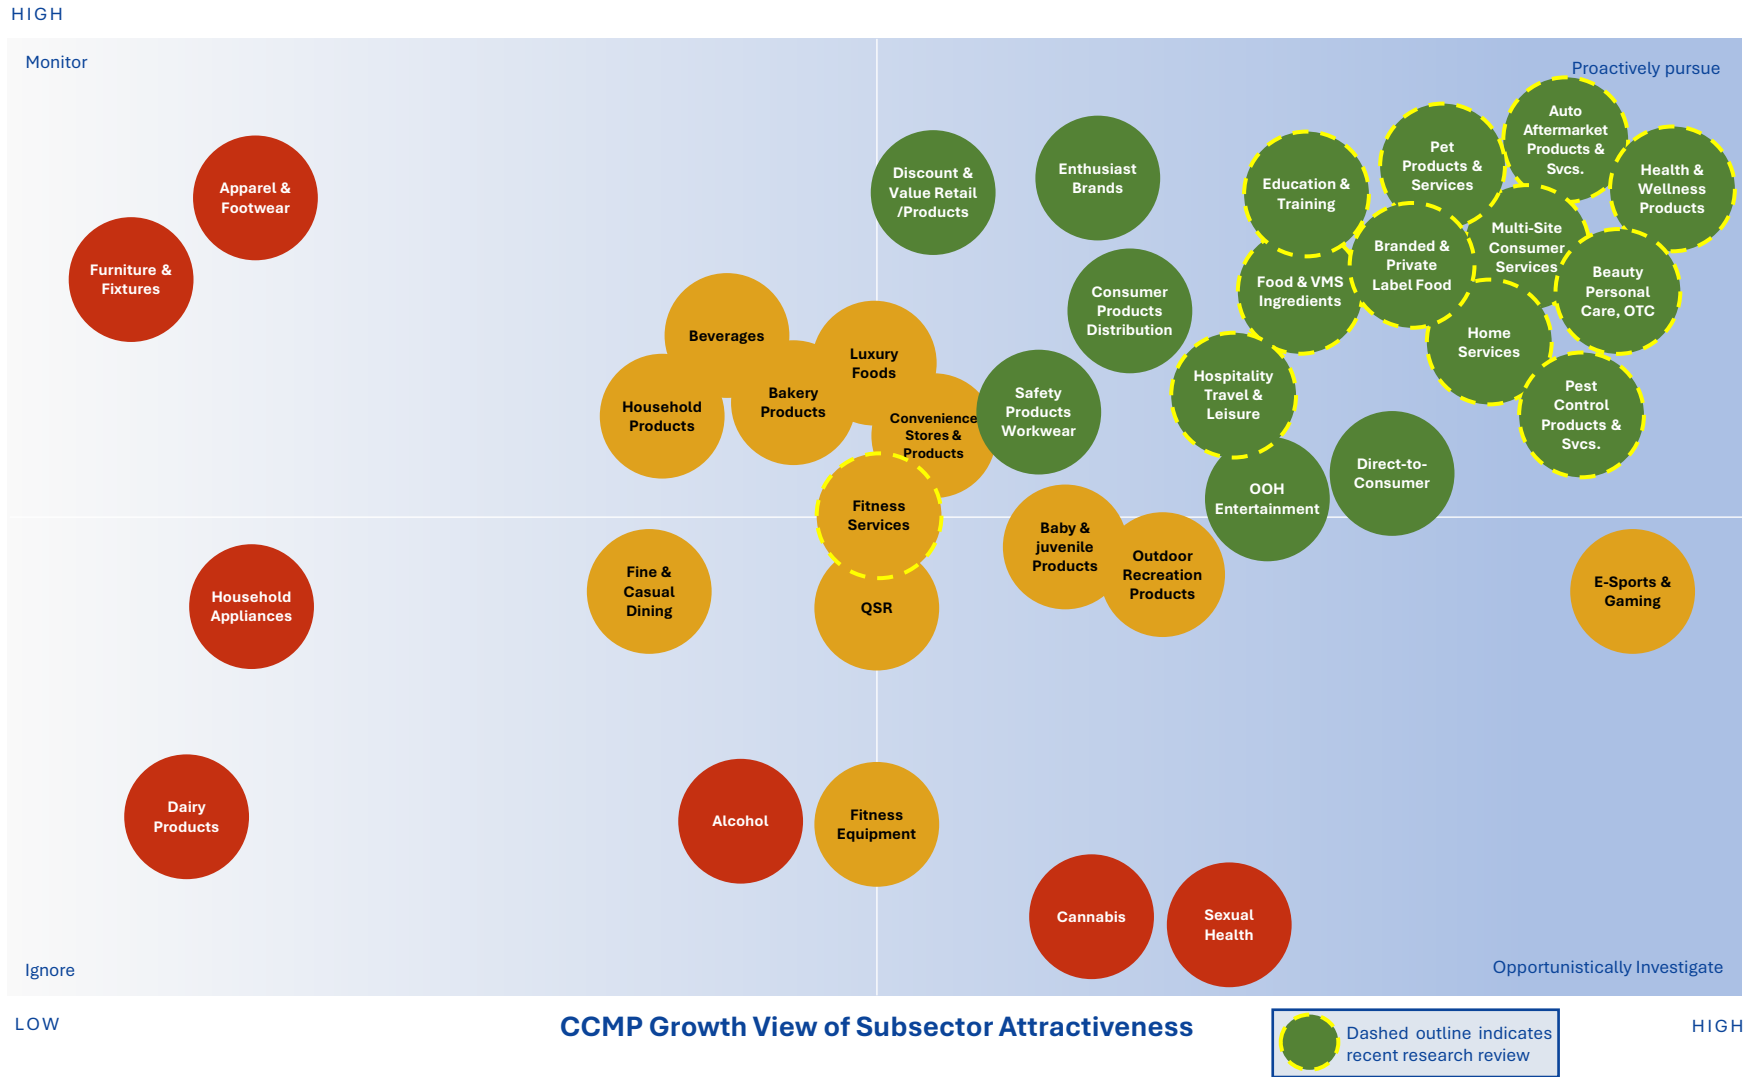 HIGH
Monitor
Proactively pursue
Auto
Aftermarket
Products &
Svcs.
Pet
Products &
Services
Health &
Wellness
Products
Enthusiast
Brands
Discount &
Value Retail
/Products
Education &
Training
Apparel &
Footwear
Multi-Site
Consumer
Services
Branded &
Private
Label Food
Furniture &
Fixtures
Food & VMS
Ingredients
Beauty
Personal
Care, OTC
Consumer
Products
Distribution
Beverages
Home
Services
Luxury
Foods
Hospitality
Travel &
Leisure
Bakery
Products
Household
Products
Safety
Products
Workwear
Pest
Control
Products &
Svcs.
Convenience
Stores &
Products
Direct-to-
Consumer
OOH
Entertainment
Fitness
Services
Baby &
juvenile
Products
Outdoor
Recreation
Products
Fine &
Casual
Dining
E-Sports &
Gaming
Household
Appliances
QSR
Dairy
Products
Alcohol
Fitness
Equipment
Cannabis
Sexual
Health
Ignore
Opportunistically Investigate
LOW
CCMP Growth View of Subsector Attractiveness
HIGH
Dashed outline indicates
recent research review